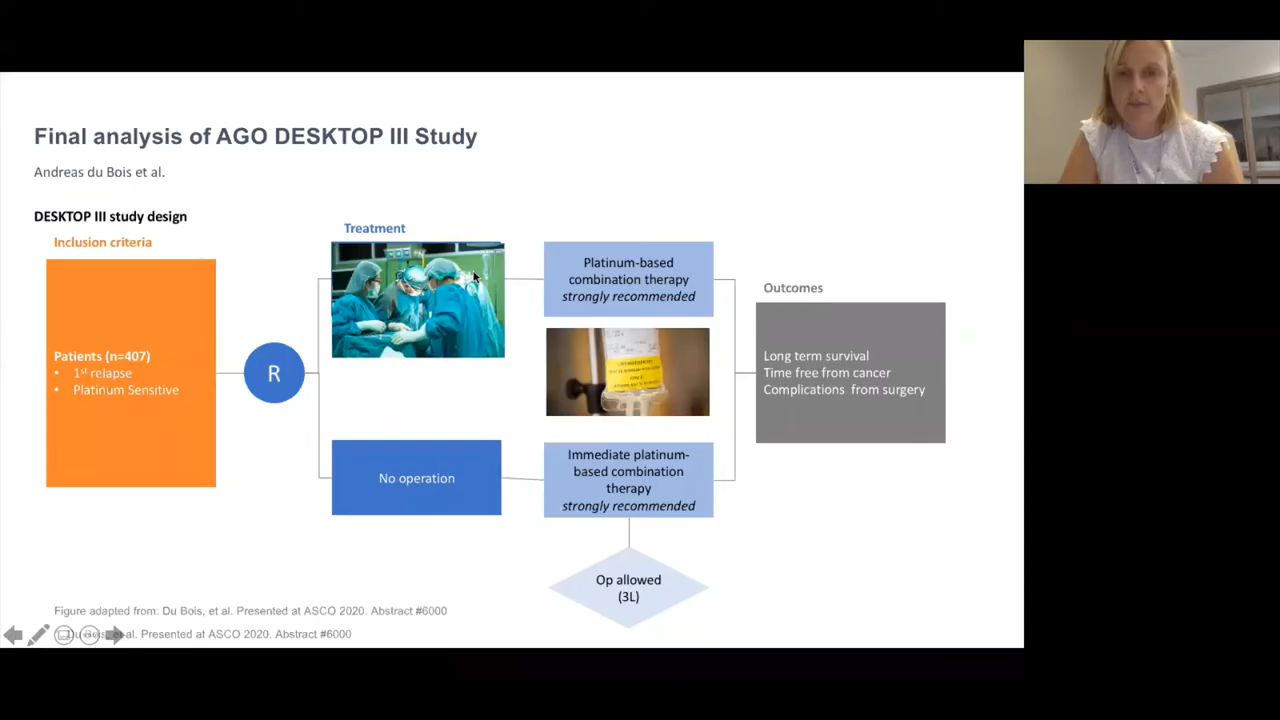 Final analysis of AGO DESKTOP III Study
Andreas du Bois et al.
DESKTOP III study design
Inclusion criteria
Patients (n=407)
• 1st relapse
• Platinum Sensitive
R
Treatment
No operation
Platinum-based
combination therapy
strongly recommended
Immediate platinum-
based combination
therapy
strongly recommended
Op allowed
(3L)
Outcomes
Long term survival
Time free from cancer
Complications from surgery
Figure adapted from: Du Bois, et al. Presented at ASCO 2020. Abstract #6000
Du Bois, et al. Presented at ASCO 2020. Abstract #6000